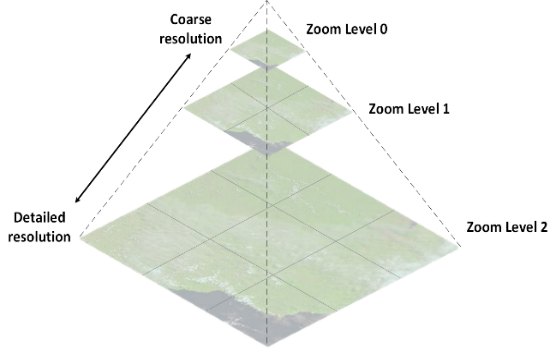 Coarse
resolution
Zoom Level 0
Zoom Level 1
Detailed
resolution
Zoom Level 2